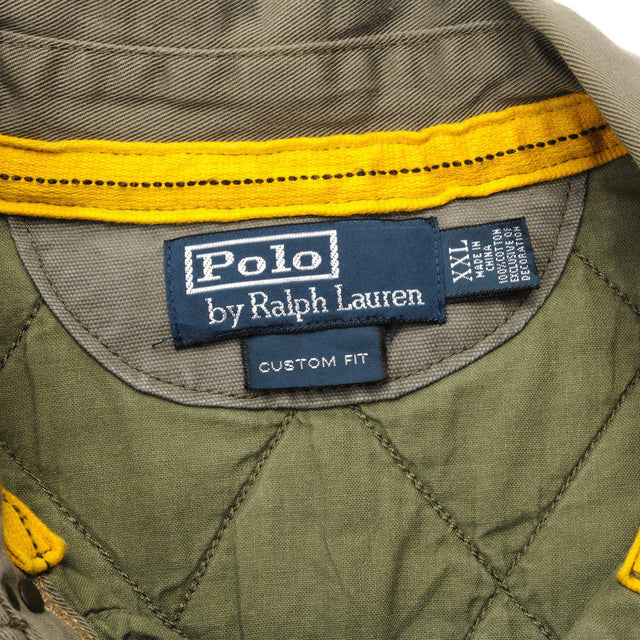 Polo
by Ralph Lauren
CUSTOM FIT
XXL
MADE IN
CHINA
100% COTTON
EXCLUSIVE OF
DECORATION